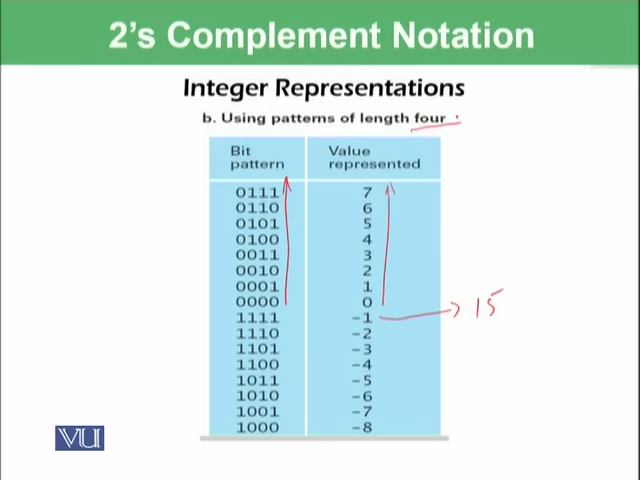 2's Complement Notation
Integer Representations
b. Using patterns of length four
Bit pattern Value represented
0111 7
0110 6
0101 5
0100 4
0011 3
0010 2
0001 1
0000 0
1111 -1 15
1110 -2
1101 -3
1100 -4
1011 -5
1010 -6
1001 -7
1000 -8
VU